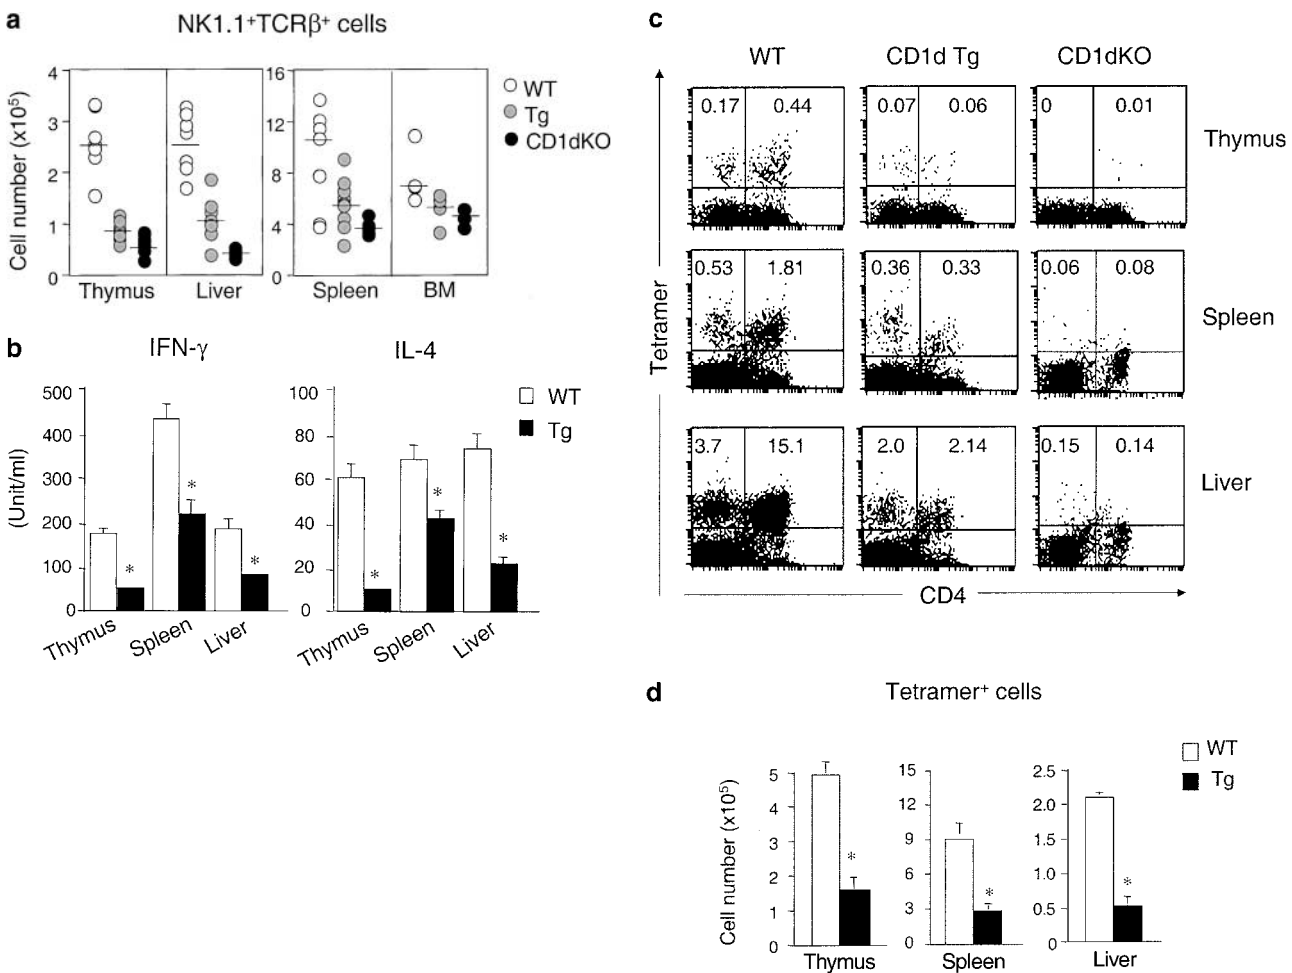 a
NK1.1⁺TCRβ⁺ cells
Cell number (x10⁵)
4
3
2
1
0
16
12
8
4
0
WT
Tg
CD1dKO
Thymus
Liver
Spleen
BM
b
IFN-γ
IL-4
(Unit/ml)
500
400
300
200
100
0
100
80
60
40
20
0
WT
Tg
*
*
*
*
*
*
Thymus
Spleen
Liver
Thymus
Spleen
Liver
c
WT
CD1d Tg
CD1dKO
0.17 0.44
0.07 0.06
0 0.01
Thymus
0.53 1.81
0.36 0.33
0.06 0.08
Spleen
3.7 15.1
2.0 2.14
0.15 0.14
Liver
Tetramer
CD4
d
Tetramer⁺ cells
WT
Tg
Cell number (x10⁵)
5
4
3
2
1
0
*
Thymus
15
12
9
6
3
0
*
Spleen
2.5
2.0
1.5
1.0
0.5
0
*
Liver